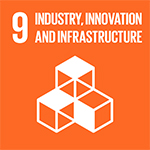 9 INDUSTRY, INNOVATION
AND INFRASTRUCTURE